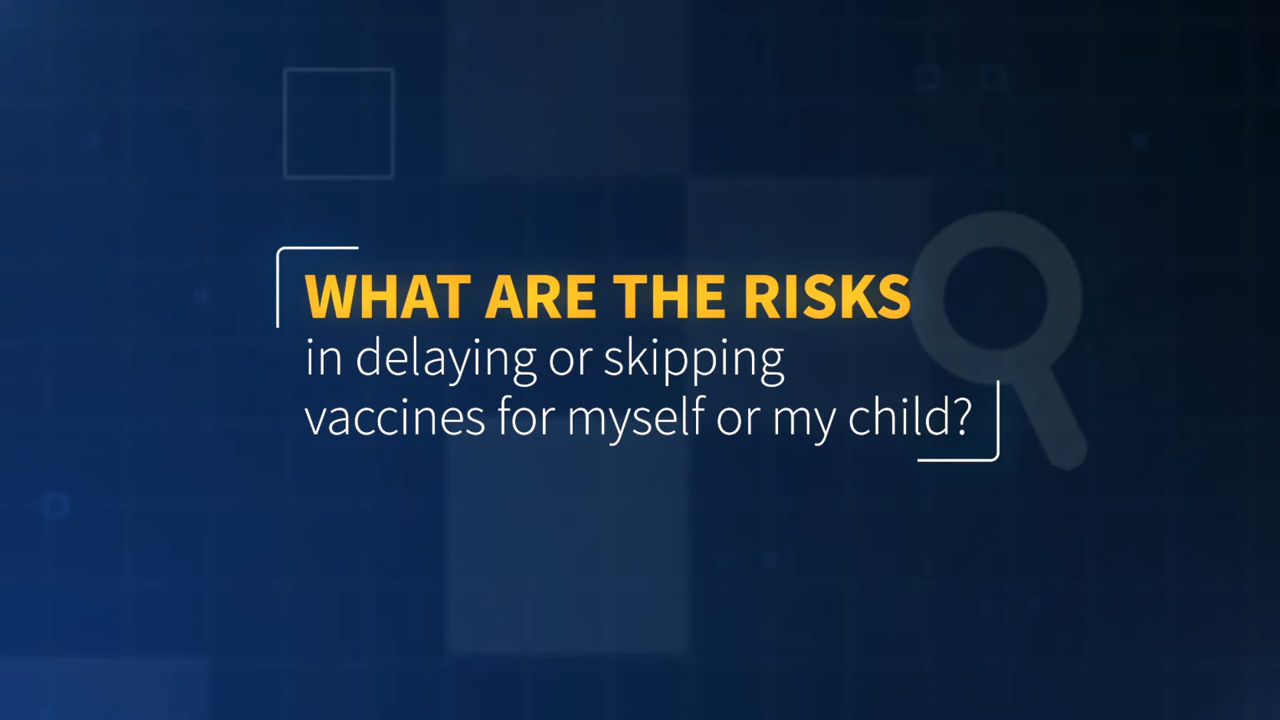 WHAT ARE THE RISKS
in delaying or skipping
vaccines for myself or my child?